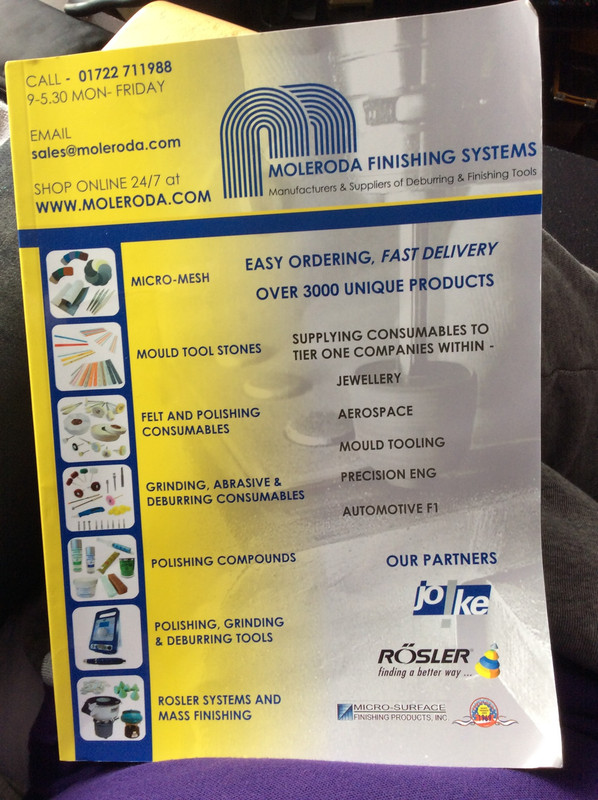 CALL - 01722 711988
9-5.30 MON- FRIDAY
EMAIL
sales@moleroda.com
SHOP ONLINE 24/7 at
WWW.MOLERODA.COM
MOLERODA FINISHING SYSTEMS
Manufacturers & Suppliers of Deburring & Finishing Tools
EASY ORDERING, FAST DELIVERY
OVER 3000 UNIQUE PRODUCTS
MICRO-MESH
MOULD TOOL STONES
FELT AND POLISHING
CONSUMABLES
GRINDING, ABRASIVE &
DEBURRING CONSUMABLES
POLISHING COMPOUNDS
POLISHING, GRINDING
& DEBURRING TOOLS
ROSLER SYSTEMS AND
MASS FINISHING
SUPPLYING CONSUMABLES TO
TIER ONE COMPANIES WITHIN -
JEWELLERY
AEROSPACE
MOULD TOOLING
PRECISION ENG
AUTOMOTIVE F1
OUR PARTNERS
joke
RÖSLER
finding a better way ...
MICRO-SURFACE
FINISHING PRODUCTS, INC.